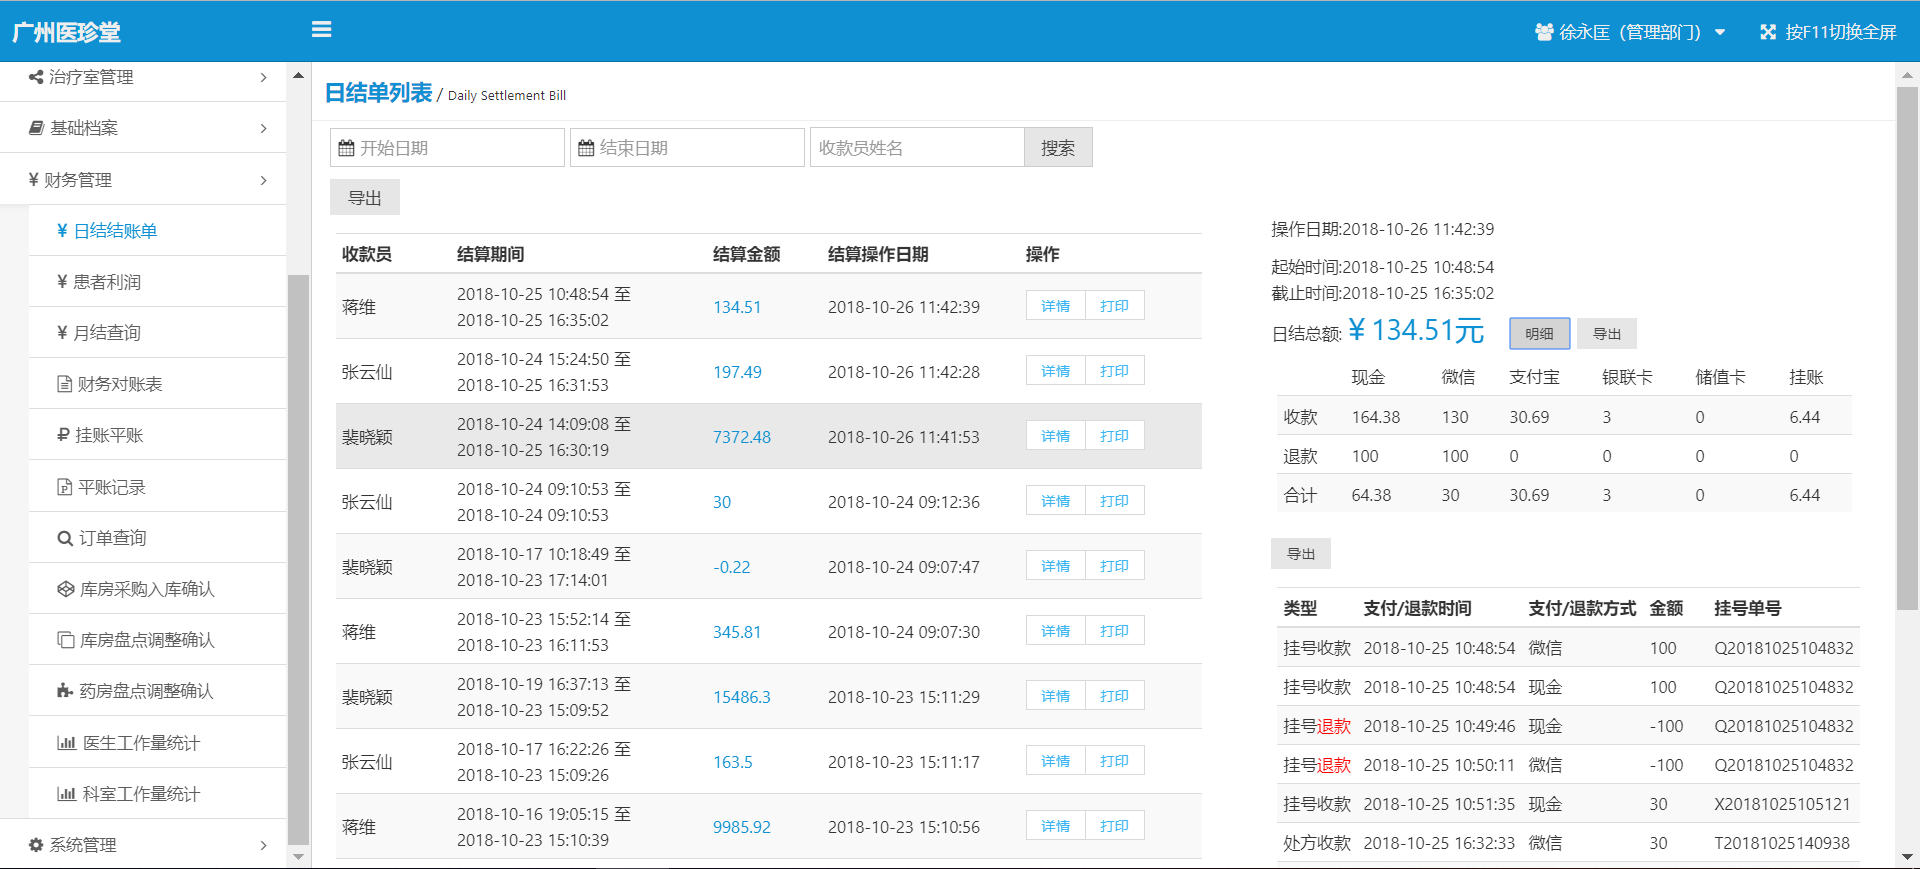 广州医珍堂
徐永匡（管理部门）
按F11切换全屏
治疗室管理
基础档案
¥ 财务管理
¥ 日结结账单
¥ 患者利润
¥ 月结查询
财务对账表
₽ 挂账平账
平账记录
订单查询
库房采购入库确认
库房盘点调整确认
药房盘点调整确认
医生工作量统计
科室工作量统计
系统管理
日结单列表 / Daily Settlement Bill
开始日期 结束日期 收款员姓名 搜索
导出
收款员 结算期间 结算金额 结算操作日期 操作
2018-10-25 10:48:54 至
蒋维 134.51 2018-10-26 11:42:39 详情 打印
2018-10-25 16:35:02
2018-10-24 15:24:50 至
张云仙 197.49 2018-10-26 11:42:28 详情 打印
2018-10-25 16:31:53
2018-10-24 14:09:08 至
裴晓颖 7372.48 2018-10-26 11:41:53 详情 打印
2018-10-25 16:30:19
2018-10-24 09:10:53 至
张云仙 30 2018-10-24 09:12:36 详情 打印
2018-10-24 09:10:53
2018-10-17 10:18:49 至
裴晓颖 -0.22 2018-10-24 09:07:47 详情 打印
2018-10-23 17:14:01
2018-10-23 15:52:14 至
蒋维 345.81 2018-10-24 09:07:30 详情 打印
2018-10-23 16:11:53
2018-10-19 16:37:13 至
裴晓颖 15486.3 2018-10-23 15:11:29 详情 打印
2018-10-23 15:09:52
2018-10-17 16:22:26 至
张云仙 163.5 2018-10-23 15:11:17 详情 打印
2018-10-23 15:09:26
2018-10-16 19:05:15 至
蒋维 9985.92 2018-10-23 15:10:56 详情 打印
2018-10-23 15:10:39
操作日期:2018-10-26 11:42:39
起始时间:2018-10-25 10:48:54
截止时间:2018-10-25 16:35:02
日结总额: ¥ 134.51元 明细 导出
现金 微信 支付宝 银联卡 储值卡 挂账
收款 164.38 130 30.69 3 0 6.44
退款 100 100 0 0 0 0
合计 64.38 30 30.69 3 0 6.44
导出
类型 支付/退款时间 支付/退款方式 金额 挂号单号
挂号收款 2018-10-25 10:48:54 微信 100 Q20181025104832
挂号收款 2018-10-25 10:48:54 现金 100 Q20181025104832
挂号退款 2018-10-25 10:49:46 现金 -100 Q20181025104832
挂号退款 2018-10-25 10:50:11 微信 -100 Q20181025104832
挂号收款 2018-10-25 10:51:35 现金 30 X20181025105121
处方收款 2018-10-25 16:32:33 微信 30 T20181025140938